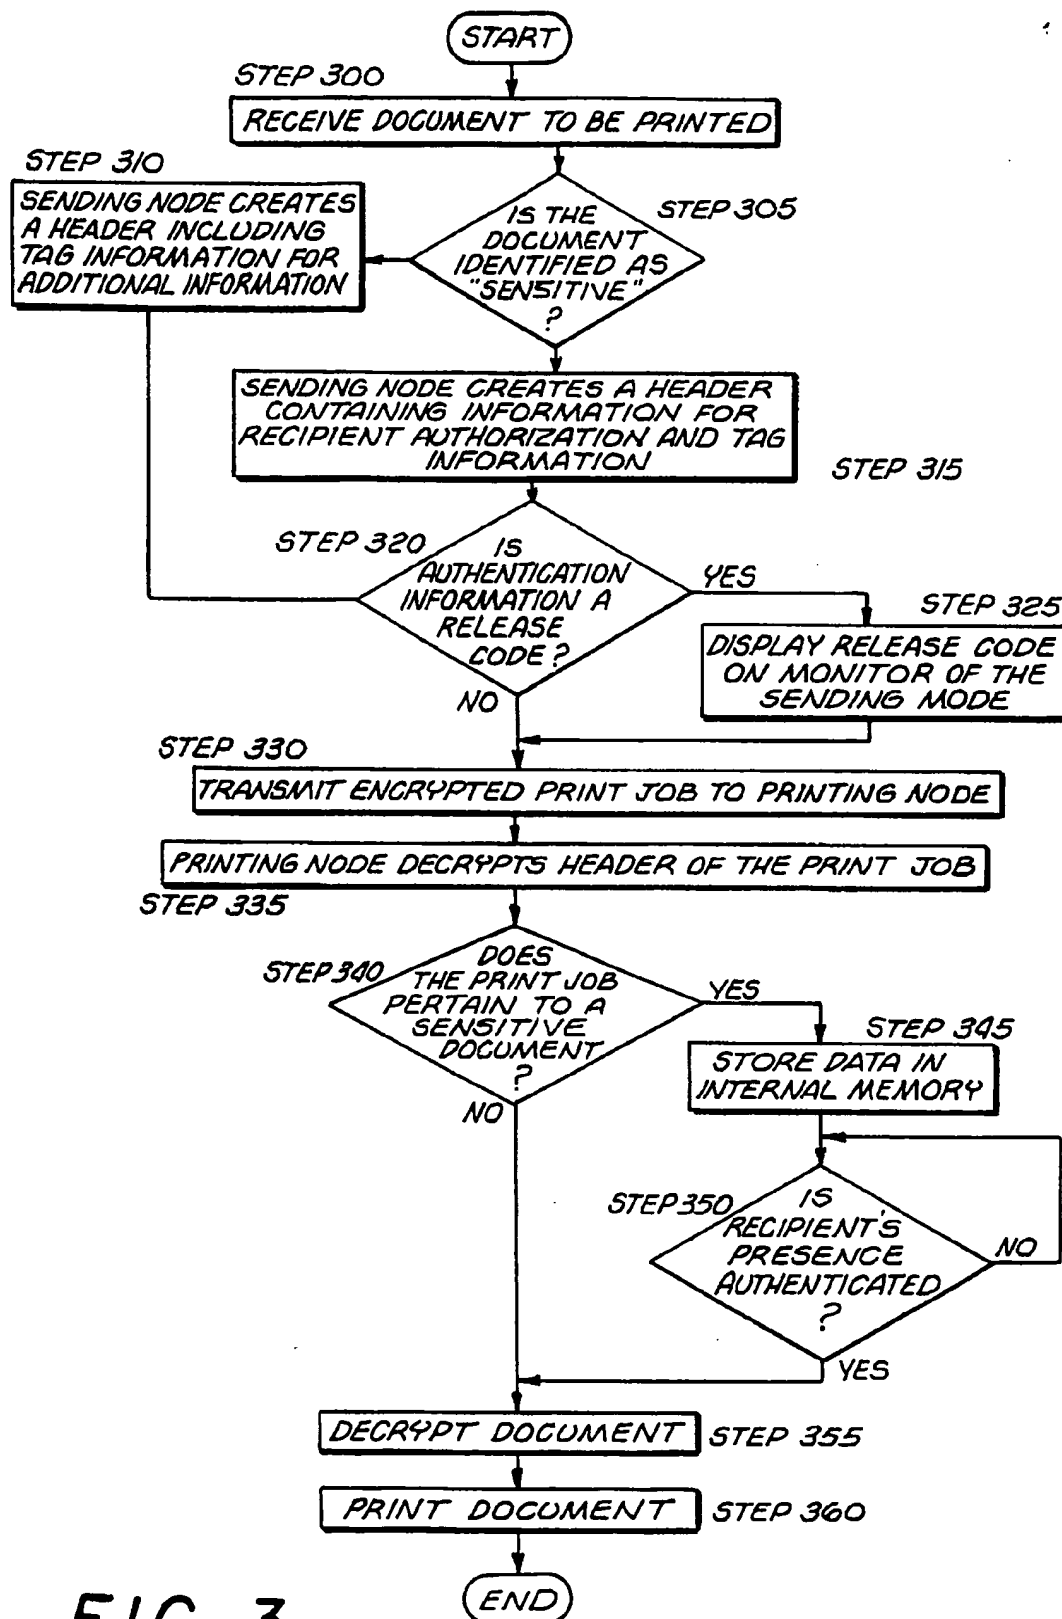 START
STEP 300
RECEIVE DOCUMENT TO BE PRINTED
STEP 310
SENDING NODE CREATES
A HEADER INCLUDING
TAG INFORMATION FOR
ADDITIONAL INFORMATION
STEP 305
IS THE
DOCUMENT
IDENTIFIED AS
"SENSITIVE"
?
SENDING NODE CREATES A HEADER
CONTAINING INFORMATION FOR
RECIPIENT AUTHORIZATION AND TAG
INFORMATION
STEP 315
STEP 320
IS
AUTHENTICATION
INFORMATION A
RELEASE
CODE?
YES
NO
STEP 325
DISPLAY RELEASE CODE
ON MONITOR OF THE
SENDING MODE
STEP 330
TRANSMIT ENCRYPTED PRINT JOB TO PRINTING NODE
PRINTING NODE DECRYPTS HEADER OF THE PRINT JOB
STEP 335
STEP 340
DOES
THE PRINT JOB
PERTAIN TO A
SENSITIVE
DOCUMENT
?
YES
NO
STEP 345
STORE DATA IN
INTERNAL MEMORY
STEP 350
IS
RECIPIENT'S
PRESENCE
AUTHENTICATED
?
NO
YES
DECRYPT DOCUMENT
STEP 355
PRINT DOCUMENT
STEP 360
END
FIG. 3